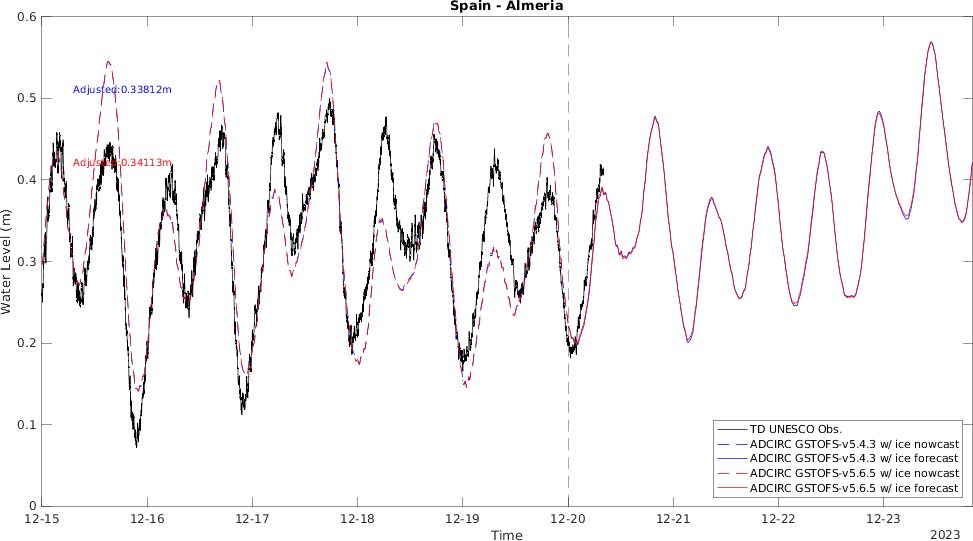 Spain - Almeria
0.6
0.5
0.4
0.3
0.2
0.1
0
Water Level (m)
Adjusted:0.33812m
Adjusted:0.34113m
TD UNESCO Obs.
ADCIRC GSTOFS-v5.4.3 w/ ice nowcast
ADCIRC GSTOFS-v5.4.3 w/ ice forecast
ADCIRC GSTOFS-v5.6.5 w/ ice nowcast
ADCIRC GSTOFS-v5.6.5 w/ ice forecast
12-15 12-16 12-17 12-18 12-19 12-20 12-21 12-22 12-23
Time
2023